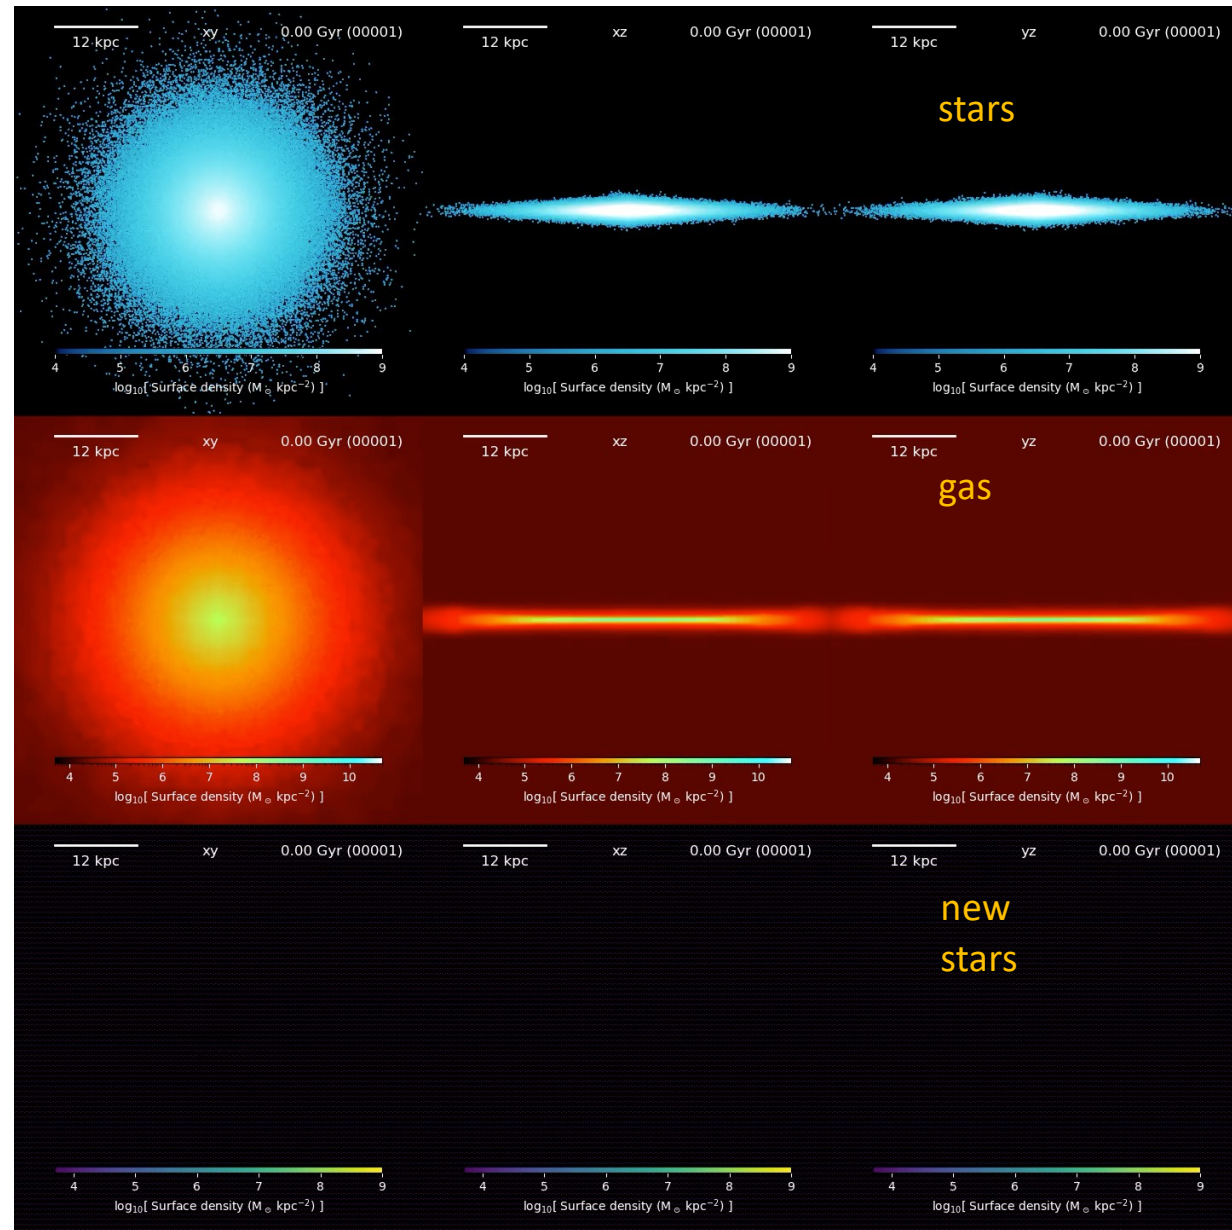 xy 0.00 Gyr (00001) xz 0.00 Gyr (00001) yz 0.00 Gyr (00001)
12 kpc 12 kpc 12 kpc
stars
4 5 6 7 8 9 4 5 6 7 8 9 4 5 6 7 8 9
log₁₀[ Surface density (M☉ kpc⁻²) ] log₁₀[ Surface density (M☉ kpc⁻²) ] log₁₀[ Surface density (M☉ kpc⁻²) ]
xy 0.00 Gyr (00001) xz 0.00 Gyr (00001) yz 0.00 Gyr (00001)
12 kpc 12 kpc 12 kpc
gas
4 5 6 7 8 9 10 4 5 6 7 8 9 10 4 5 6 7 8 9 10
log₁₀[ Surface density (M☉ kpc⁻²) ] log₁₀[ Surface density (M☉ kpc⁻²) ] log₁₀[ Surface density (M☉ kpc⁻²) ]
xy 0.00 Gyr (00001) xz 0.00 Gyr (00001) yz 0.00 Gyr (00001)
12 kpc 12 kpc 12 kpc
new
stars
4 5 6 7 8 9 4 5 6 7 8 9 4 5 6 7 8 9
log₁₀[ Surface density (M☉ kpc⁻²) ] log₁₀[ Surface density (M☉ kpc⁻²) ] log₁₀[ Surface density (M☉ kpc⁻²) ]